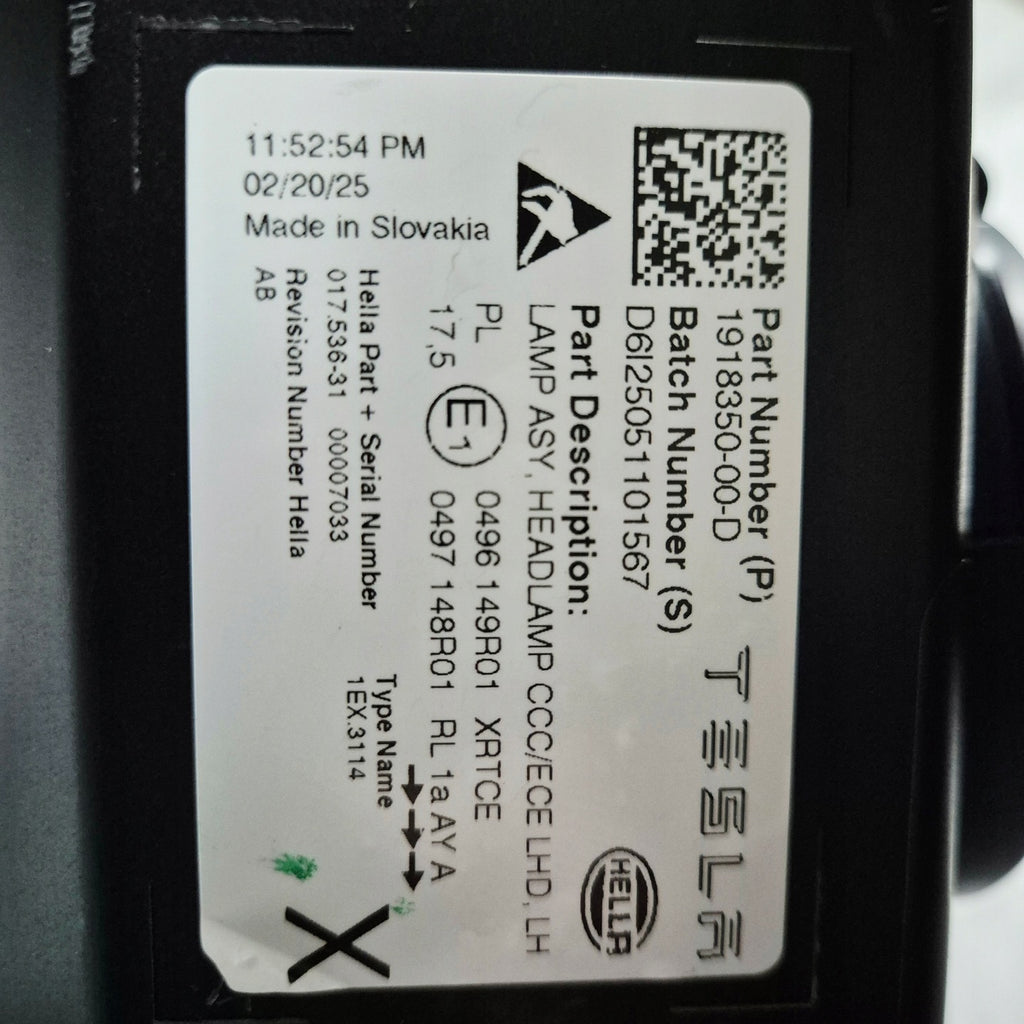 Part Number (P)
1918350-00-D
TESLA
Batch Number (S)
D6I2505110 1567
Part Description:
LAMP ASY, HEADLAMP CCC/ECE LHD, LH
HELLA
PL
17,5
E1
0496 149R01 XRTCE
0497 148R01 RL 1a AY A
Hella Part + Serial Number
017.536-31 00007033
Revision Number Hella
AB
Type Name
1EX.3114
X
11:52:54 PM
02/20/25
Made in Slovakia